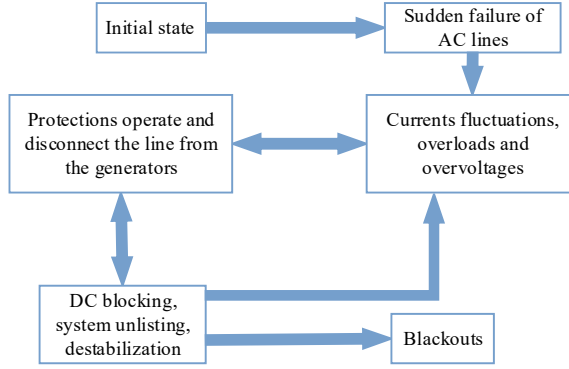 Initial state
Sudden failure of
AC lines
Protections operate and
disconnect the line from
the generators
Currents fluctuations,
overloads and
overvoltages
DC blocking,
system unlisting,
destabilization
Blackouts